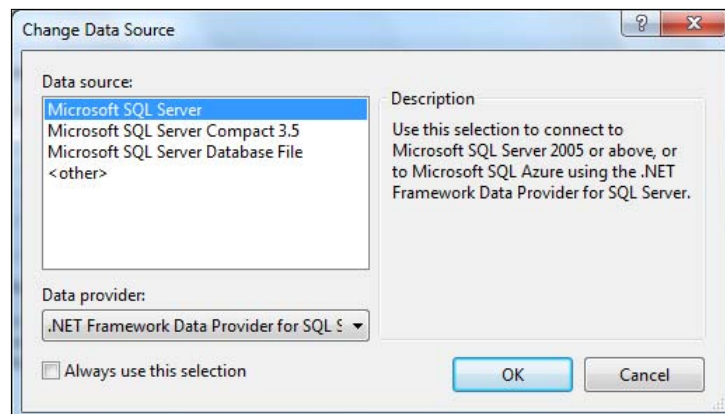 Change Data Source
Data source:
Microsoft SQL Server
Microsoft SQL Server Compact 3.5
Microsoft SQL Server Database File
<other>
Description
Use this selection to connect to
Microsoft SQL Server 2005 or above, or
to Microsoft SQL Azure using the .NET
Framework Data Provider for SQL Server.
Data provider:
.NET Framework Data Provider for SQL S
Always use this selection
OK
Cancel